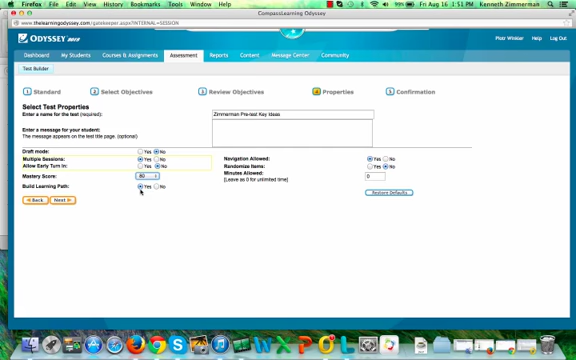 Firefox File Edit View History Bookmarks Tools Window Help
Fri Aug 16 1:51 PM Kenneth Zimmerman
CompassLearning Odyssey
www.thelearningodyssey.com/gatekeeper.aspx?INTERNAL=SESSION
ODYSSEY
Help Log Out
Dashboard My Students Courses & Assignments Assessment Reports Content Message Center Community
Test Builder
1 Standard 2 Select Objectives 3 Review Objectives 4 Properties 5 Confirmation
Select Test Properties
Enter a name for the test (required):
Zimmerman Pre-test Key Ideas
Enter a message for your student:
The message appears on the test title page. (optional)
Draft mode: Yes No
Multiple Sessions: Yes No
Navigation Allowed: Yes No
Allow Early Turn In: Yes No
Randomize Items: Yes No
Mastery Score: 80
Minutes Allowed: 0
[Leave as 0 for unlimited time]
Build Learning Path: Yes No
Restore Defaults
Back Next